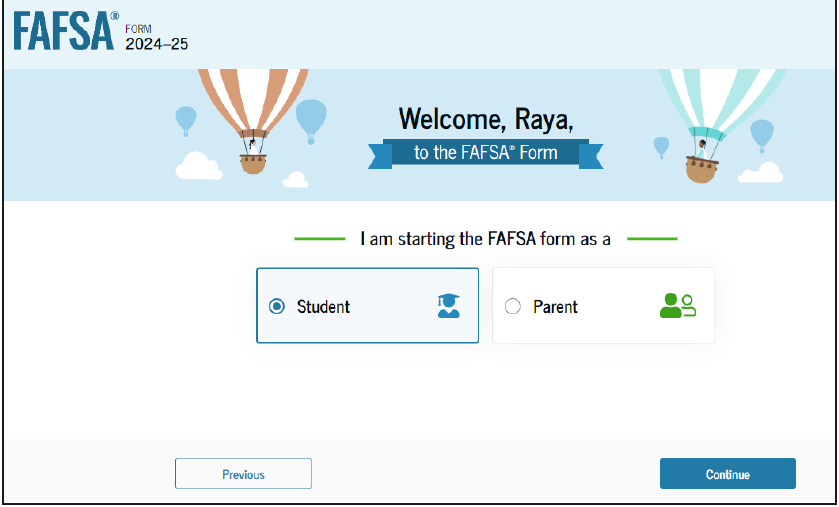 FAFSA® FORM
2024–25
Welcome, Raya,
to the FAFSA® Form
I am starting the FAFSA form as a
Student
Parent
Previous
Continue